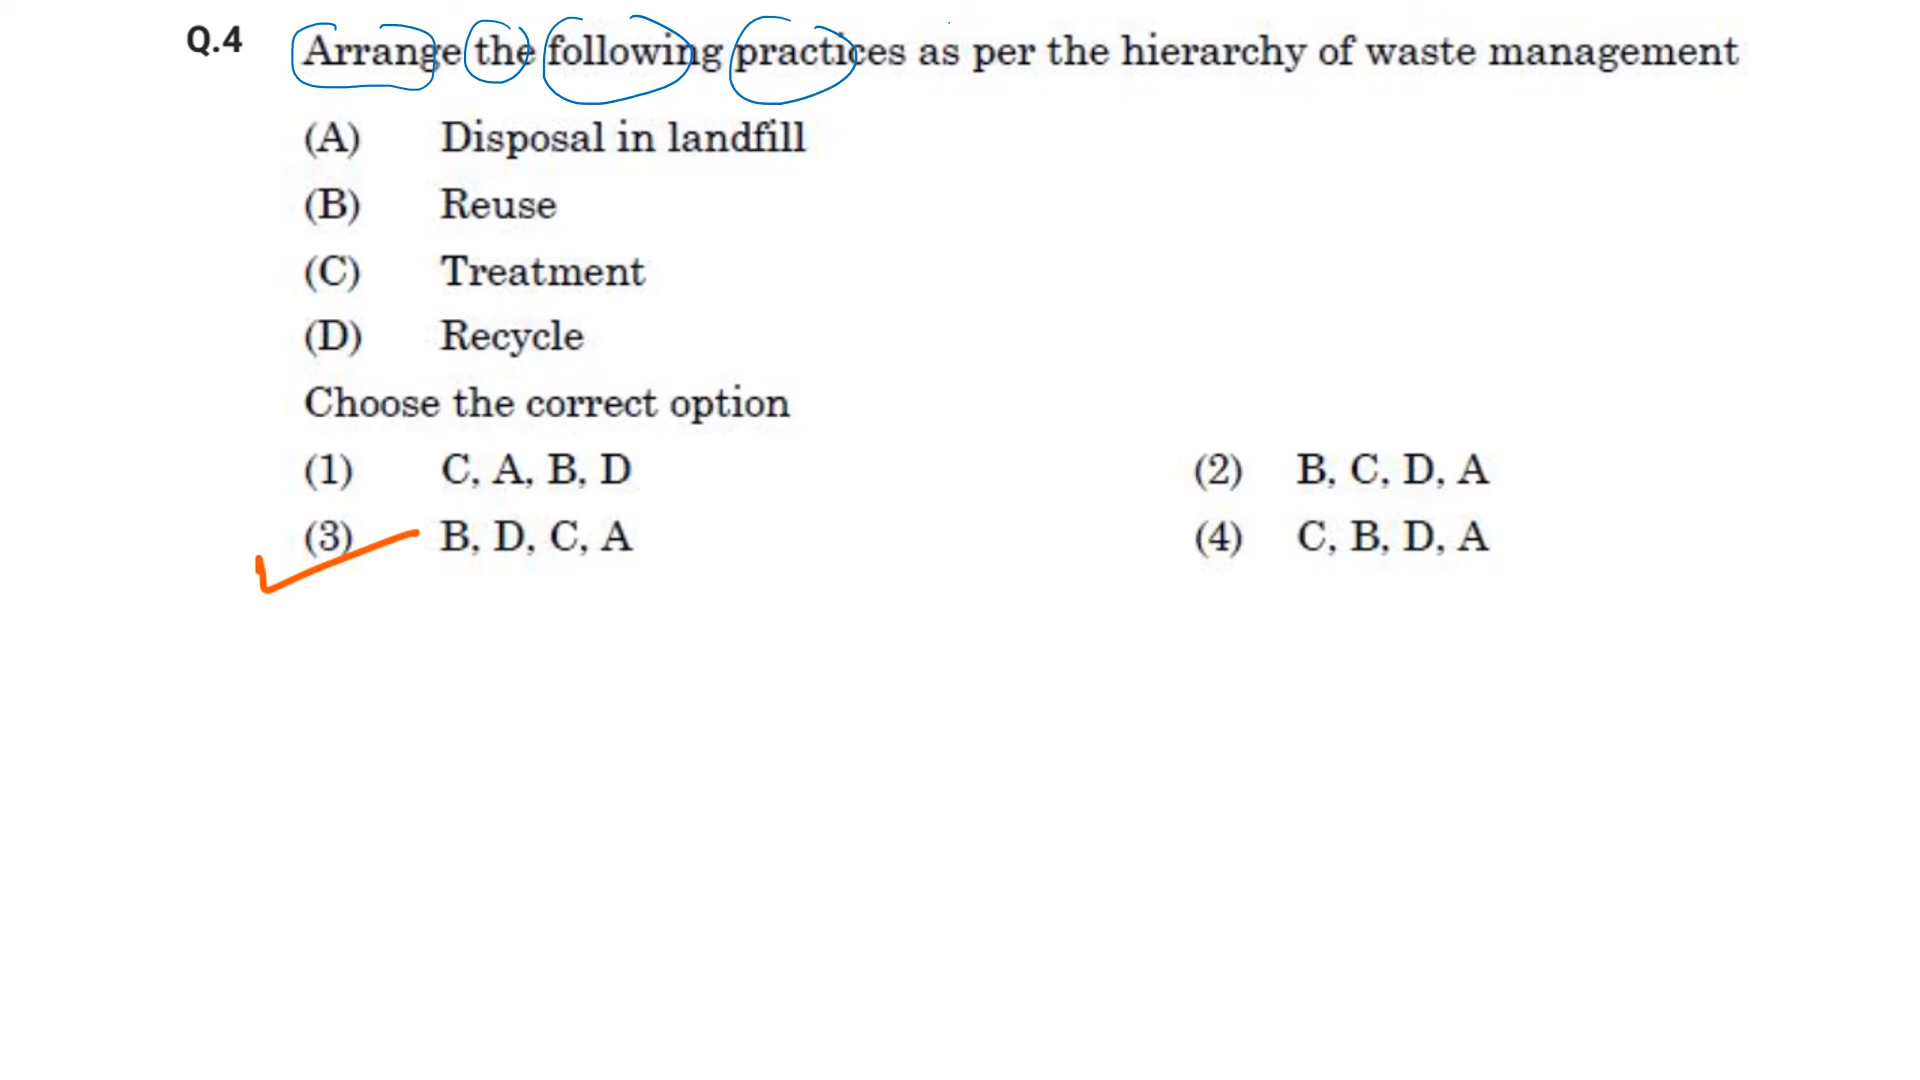 Q.4 Arrange the following practices as per the hierarchy of waste management
(A) Disposal in landfill
(B) Reuse
(C) Treatment
(D) Recycle
Choose the correct option
(1) C, A, B, D (2) B, C, D, A
(3) B, D, C, A (4) C, B, D, A